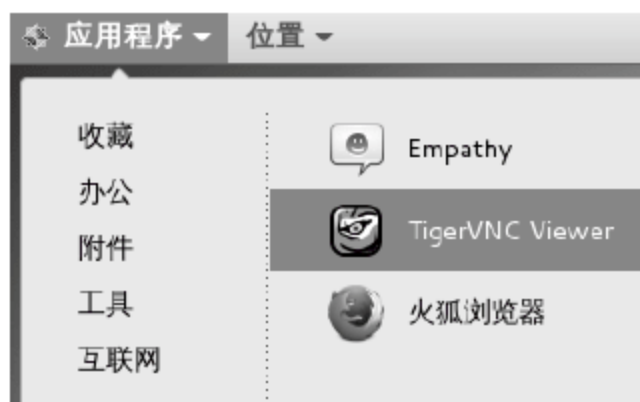 应用程序 位置
收藏
办公
附件
工具
互联网
Empathy
TigerVNC Viewer
火狐浏览器